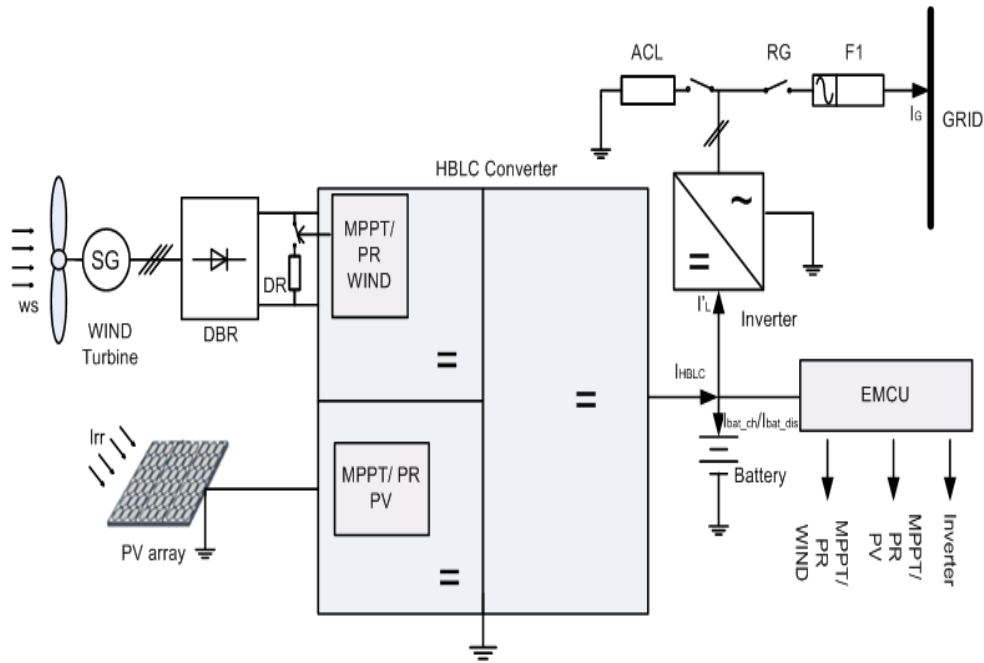 ACL
RG
F1
IG
GRID
HBLC Converter
MPPT/
PR
WIND
SG
ws
WIND
Turbine
DBR
DR
I'L
Inverter
IHBLC
EMCU
Ibat_ch/Ibat_dis
Battery
Irr
PV array
MPPT/ PR
PV
MPPT/
PR
WIND
MPPT/
PR
PV
Inverter